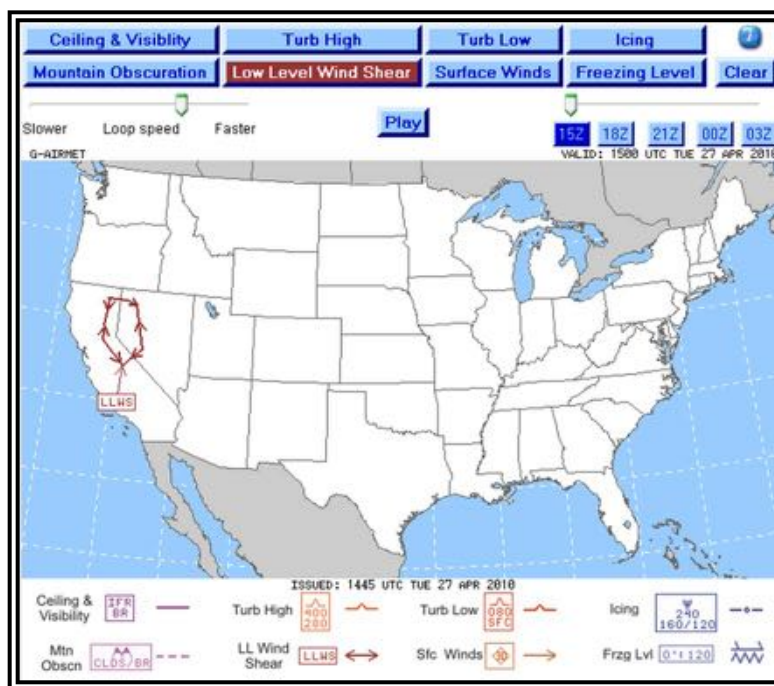 Ceiling & Visiblity Turb High Turb Low Icing ?
Mountain Obscuration Low Level Wind Shear Surface Winds Freezing Level Clear
Slower Loop speed Faster Play 15Z 18Z 21Z 00Z 03Z
G-AIRMET VALID: 1500 UTC TUE 27 APR 2010
LLWS
ISSUED: 1445 UTC TUE 27 APR 2010
Ceiling & Visibility IFR BR Turb High 400 280 Turb Low 080 SFC Icing 240 160/120
Mtn Obscn CLDS/BR LL Wind Shear LLWS Sfc Winds 30 Frzg Lvl 0°:120